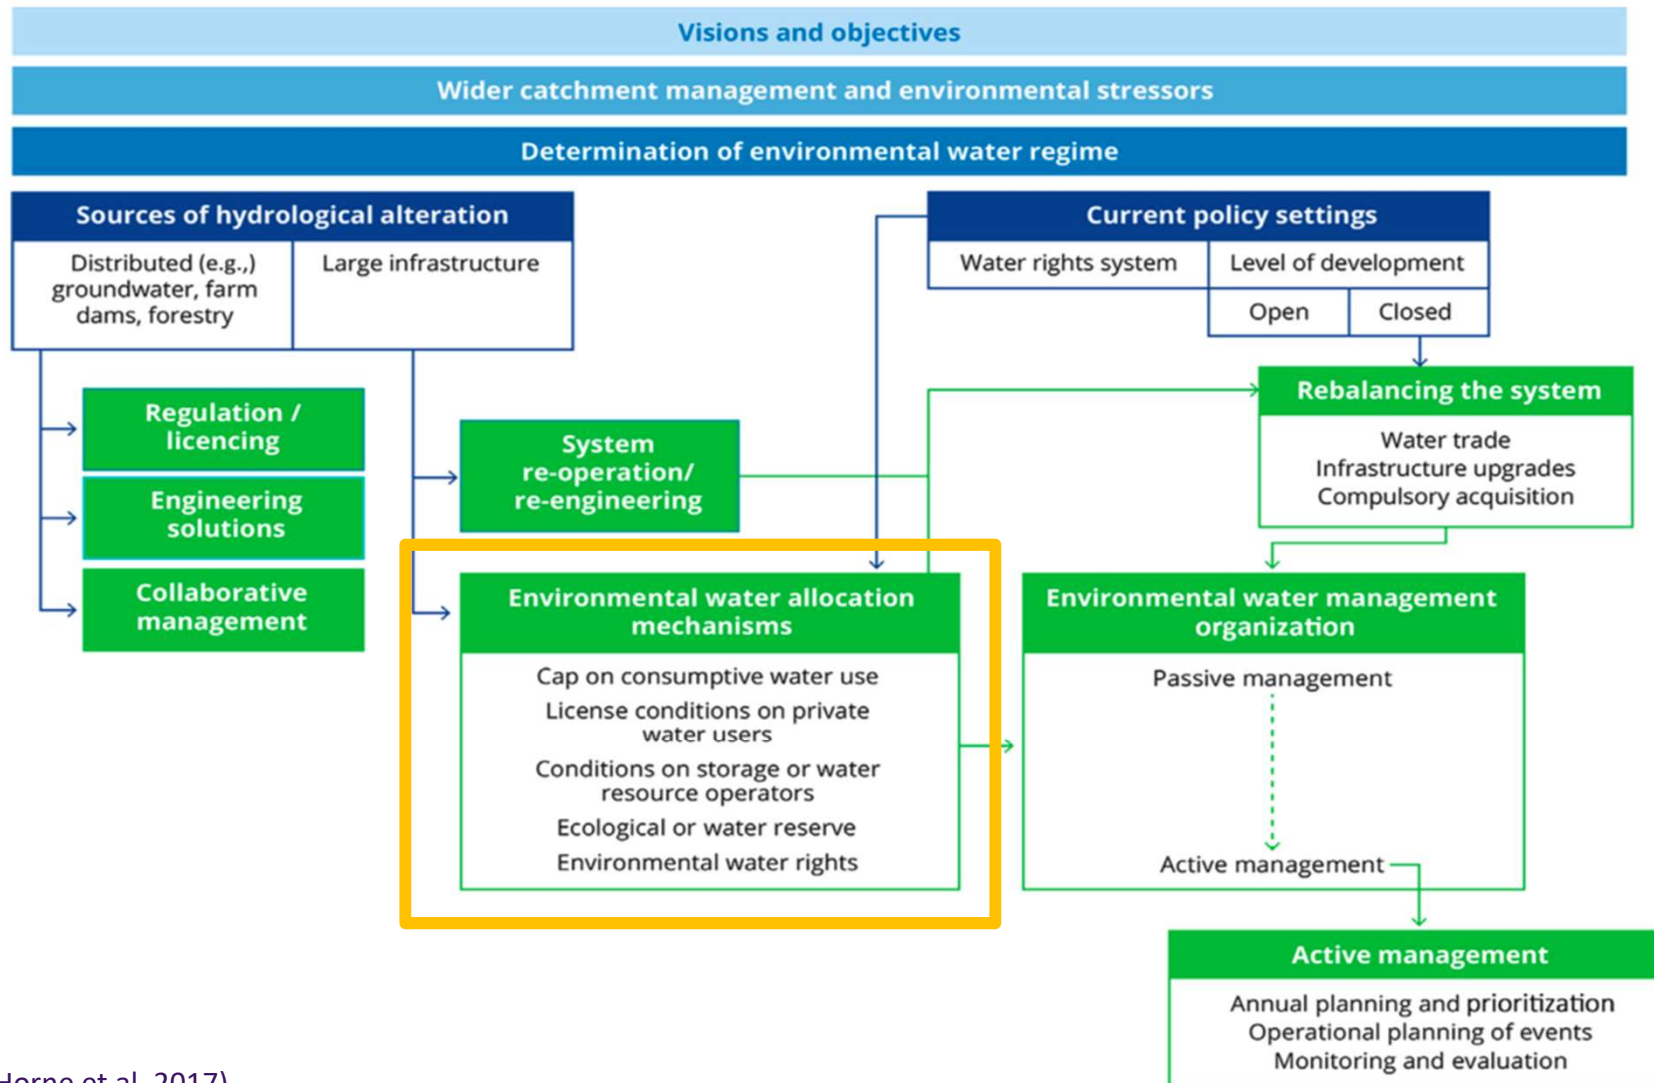 Visions and objectives
Wider catchment management and environmental stressors
Determination of environmental water regime
Sources of hydrological alteration
Distributed (e.g.,)
groundwater, farm
dams, forestry
Large infrastructure
Current policy settings
Water rights system
Level of development
Open
Closed
Regulation /
licencing
Engineering
solutions
Collaborative
management
System
re-operation/
re-engineering
Rebalancing the system
Water trade
Infrastructure upgrades
Compulsory acquisition
Environmental water allocation
mechanisms
Cap on consumptive water use
License conditions on private
water users
Conditions on storage or water
resource operators
Ecological or water reserve
Environmental water rights
Environmental water management
organization
Passive management
Active management
Active management
Annual planning and prioritization
Operational planning of events
Monitoring and evaluation
Horne et al. 2017)